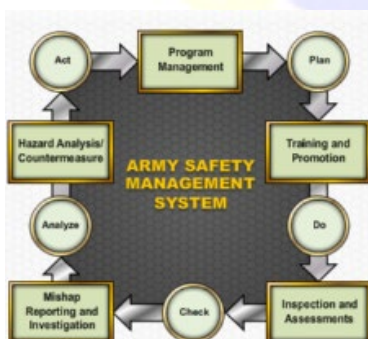 Act
Program
Management
Plan
Hazard Analysis/
Countermeasure
ARMY SAFETY
MANAGEMENT
SYSTEM
Training and
Promotion
Analyze
Do
Mishap
Reporting and
Investigation
Check
Inspection and
Assessments